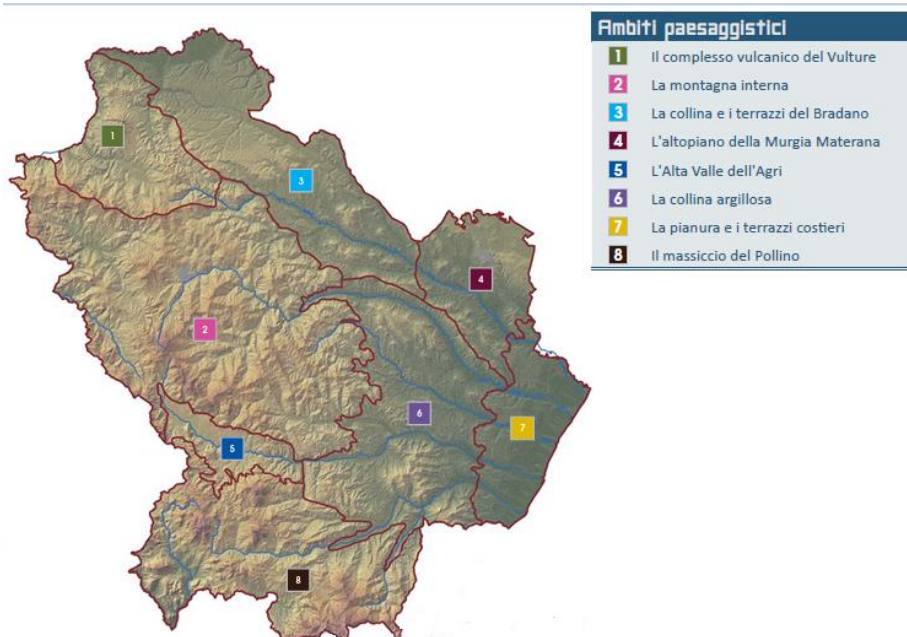 Ambiti paesaggistici
1 Il complesso vulcanico del Vulture
2 La montagna interna
3 La collina e i terrazzi del Bradano
4 L'altopiano della Murgia Materana
5 L'Alta Valle dell'Agri
6 La collina argillosa
7 La pianura e i terrazzi costieri
8 Il massiccio del Pollino
1
3
4
2
6
7
5
8